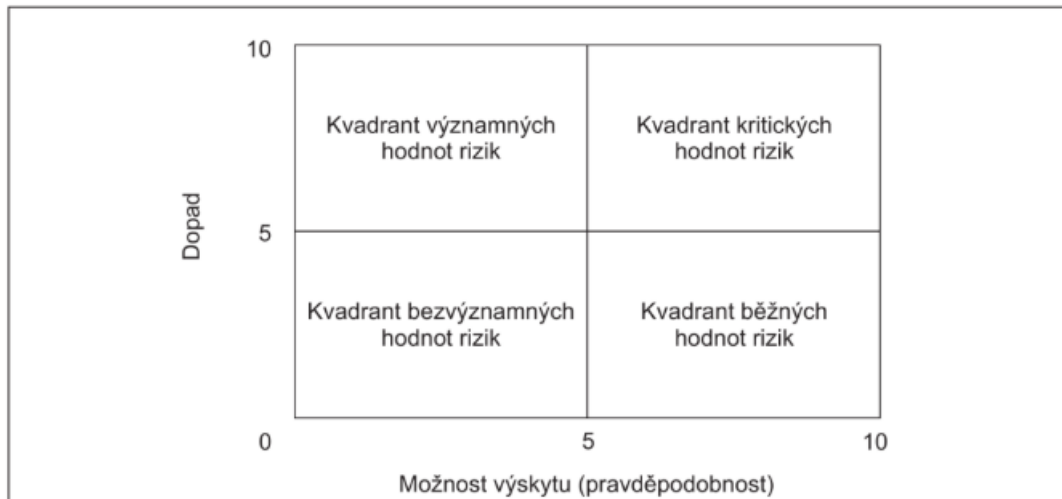 10
Kvadrant významných
hodnot rizik
Kvadrant kritických
hodnot rizik
Dopad
5
Kvadrant bezvýznamných
hodnot rizik
Kvadrant běžných
hodnot rizik
0
5
10
Možnost výskytu (pravděpodobnost)